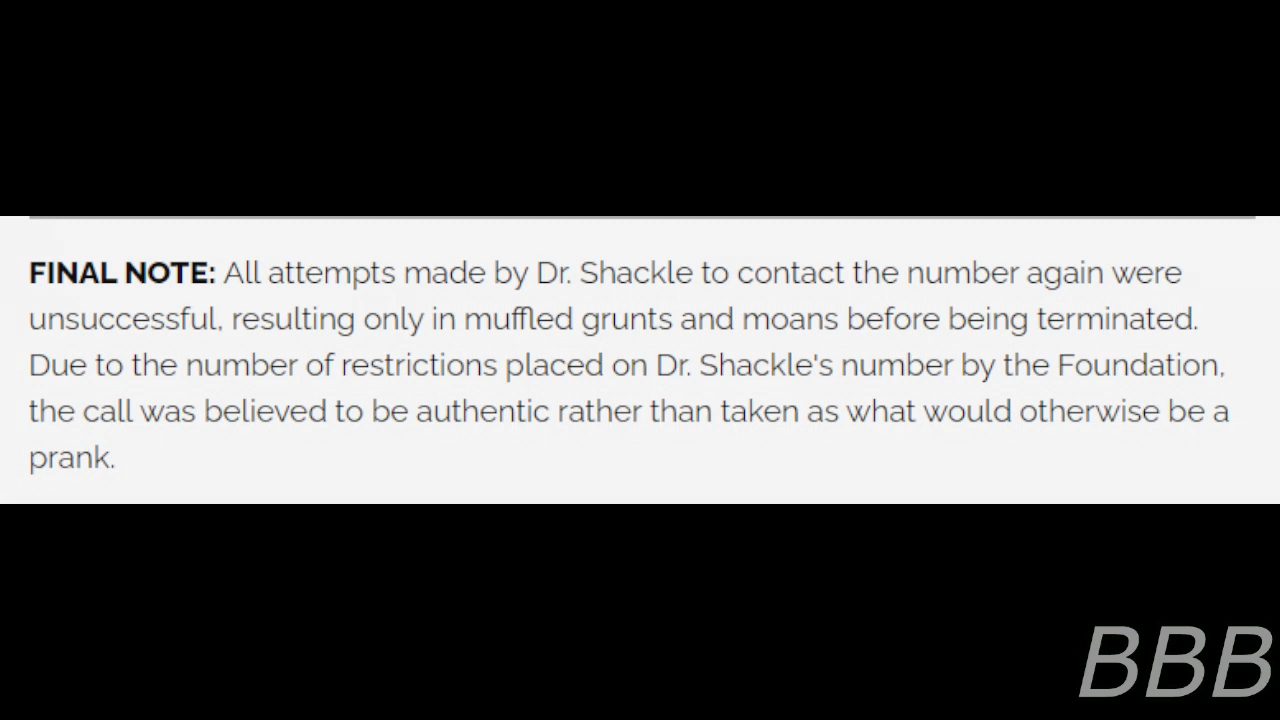 FINAL NOTE: All attempts made by Dr. Shackle to contact the number again were
unsuccessful, resulting only in muffled grunts and moans before being terminated.
Due to the number of restrictions placed on Dr. Shackle's number by the Foundation,
the call was believed to be authentic rather than taken as what would otherwise be a
prank.
BBB